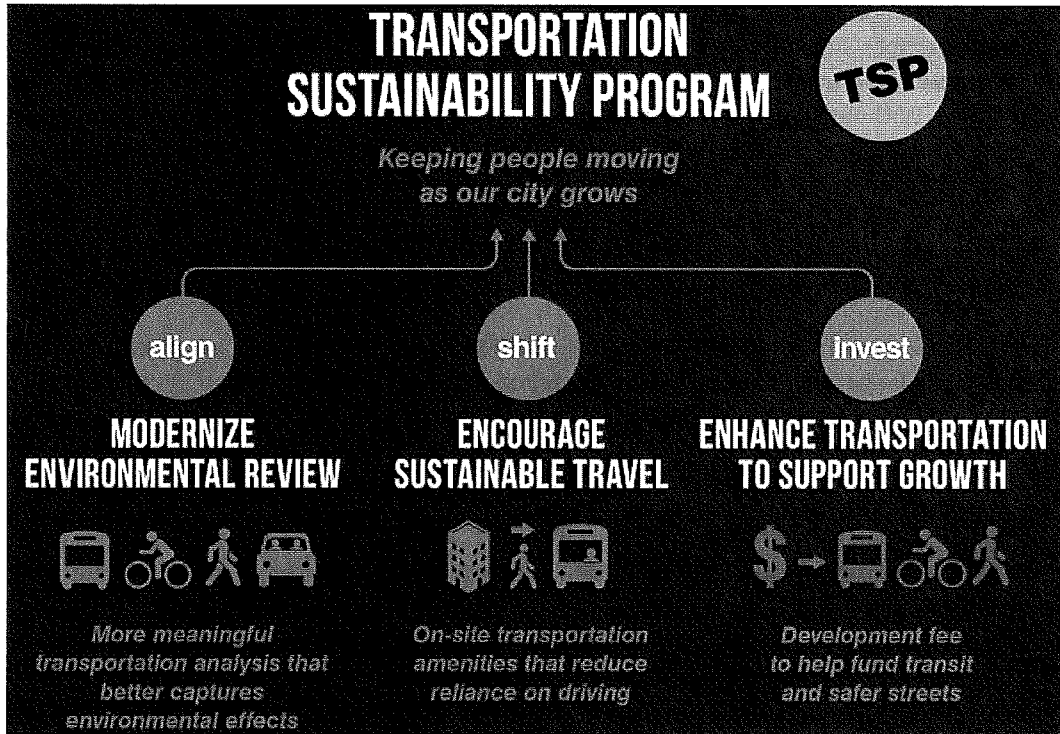 TRANSPORTATION
SUSTAINABILITY PROGRAM
TSP
Keeping people moving
as our city grows
align
shift
invest
MODERNIZE
ENVIRONMENTAL REVIEW
ENCOURAGE
SUSTAINABLE TRAVEL
ENHANCE TRANSPORTATION
TO SUPPORT GROWTH
$
More meaningful
transportation analysis that
better captures
environmental effects
On-site transportation
amenities that reduce
reliance on driving
Development fee
to help fund transit
and safer streets